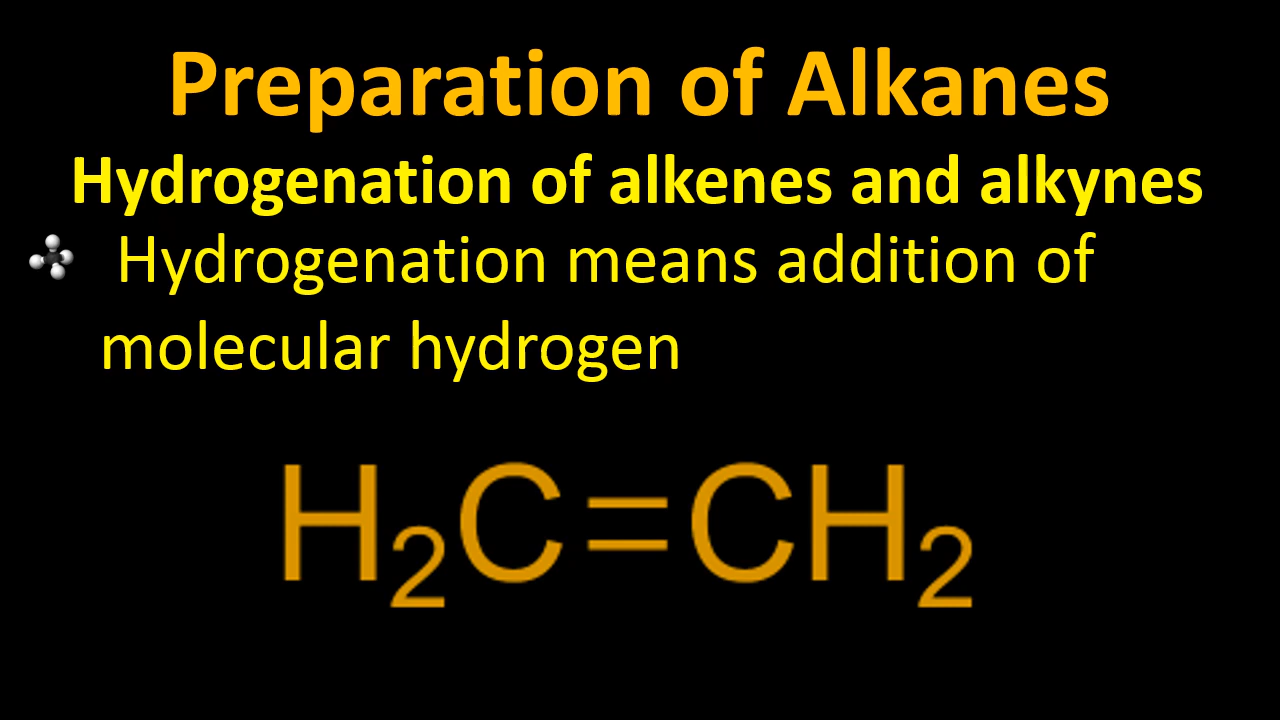 Preparation of Alkanes
Hydrogenation of alkenes and alkynes
Hydrogenation means addition of
molecular hydrogen
H₂C=CH₂